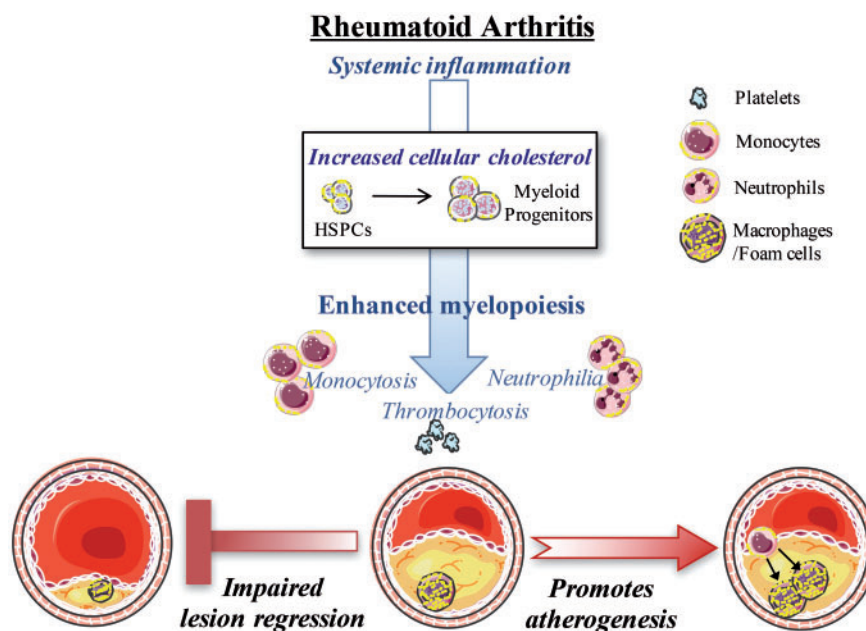 Rheumatoid Arthritis
Systemic inflammation
Increased cellular cholesterol
HSPCs
Myeloid
Progenitors
Platelets
Monocytes
Neutrophils
Macrophages
/Foam cells
Enhanced myelopoiesis
Monocytosis
Neutrophilia
Thrombocytosis
Impaired
lesion regression
Promotes
atherogenesis